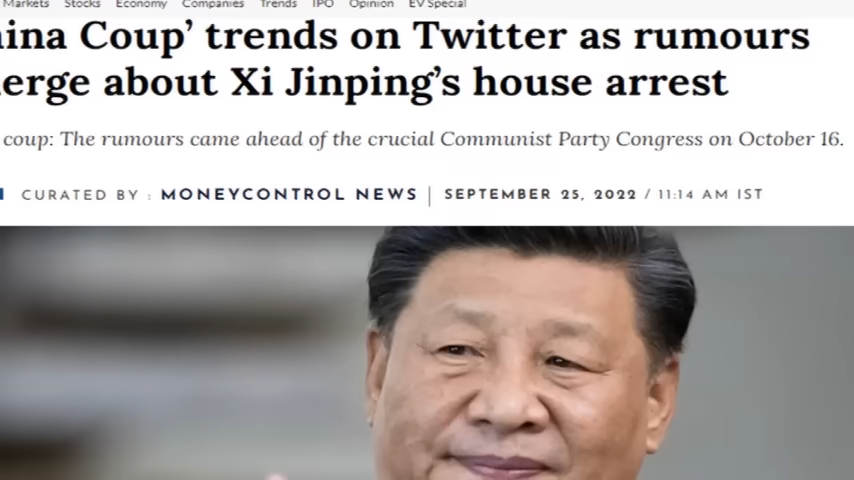 Markets Stocks Economy Companies Trends IPO Opinion EV Special
ina Coup’ trends on Twitter as rumours
erge about Xi Jinping’s house arrest
coup: The rumours came ahead of the crucial Communist Party Congress on October 16.
CURATED BY : MONEYCONTROL NEWS | SEPTEMBER 25, 2022 / 11:14 AM IST